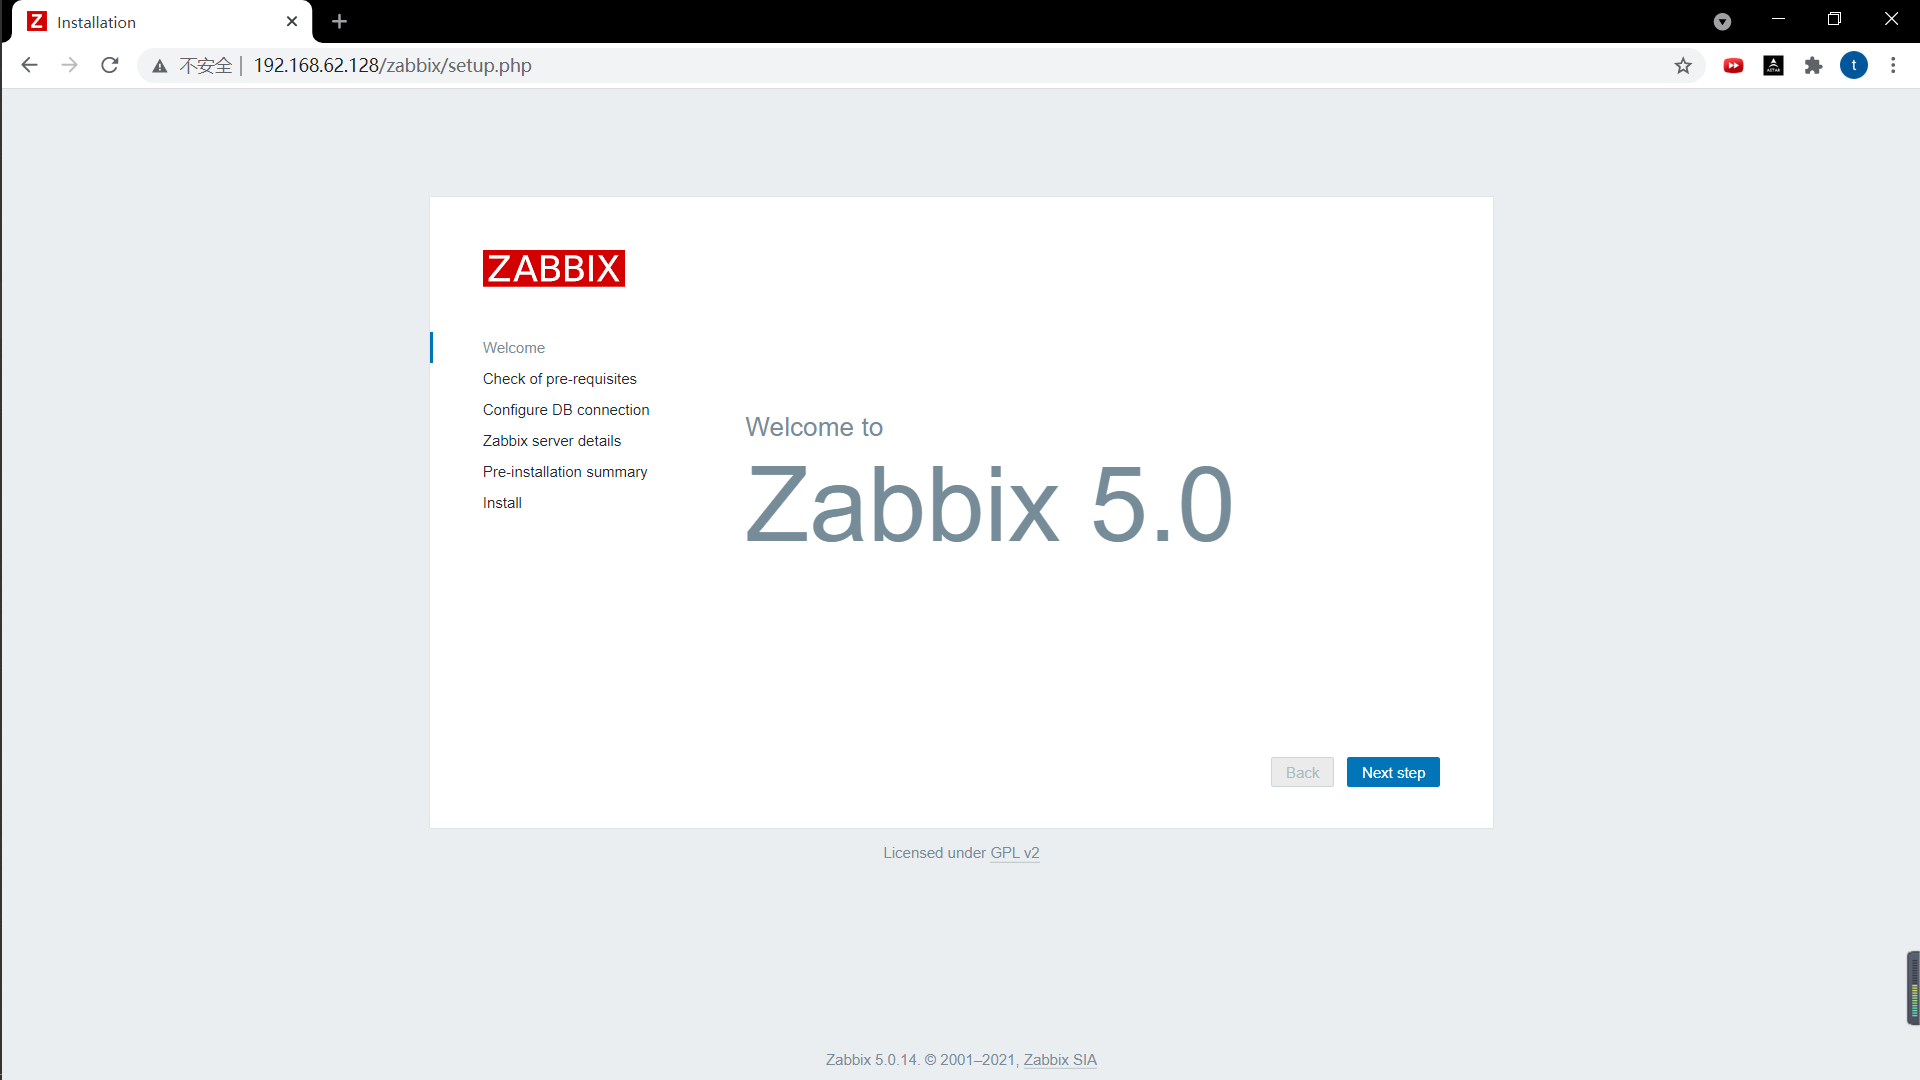 Z Installation
不安全 | 192.168.62.128/zabbix/setup.php
t
ZABBIX
Welcome
Check of pre-requisites
Configure DB connection
Zabbix server details
Pre-installation summary
Install
Welcome to
Zabbix 5.0
Back
Next step
Licensed under GPL v2
Zabbix 5.0.14. © 2001–2021, Zabbix SIA